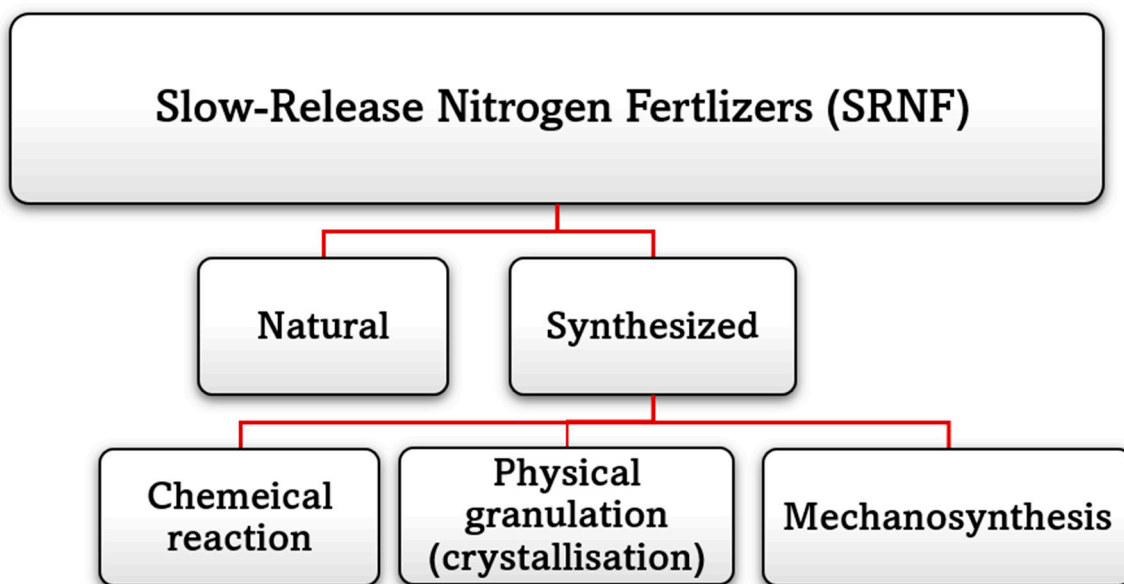 Slow-Release Nitrogen Fertlizers (SRNF)
Natural
Synthesized
Chemeical
reaction
Physical
granulation
(crystallisation)
Mechanosynthesis